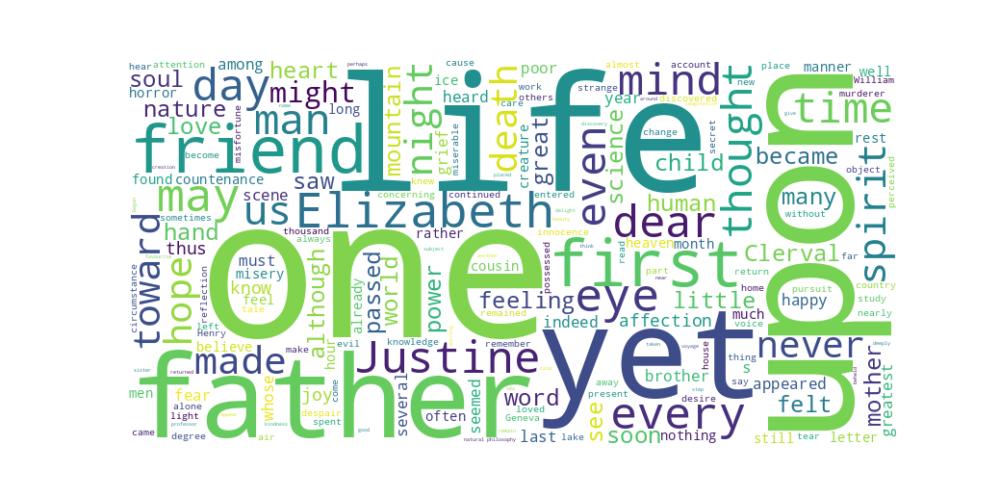 hear attention among heart night ice poor cause almost mind manner well
soul day might mountain heard work strange year account new place William
horror nature man long life death others discovered time murderer
friend love misfortune grief miserable creature great even science change secret thought upon give
become knew care child became rest
found countenance saw concerning continued entered human many object perceived
creation may scene us Elizabeth delight dear without spirit
sometimes hand thousand rather innocence heaven month Clerval far
toward thus always subject read think part near return country
hope must misery cousin possessed first home pursuit study
circumstance reflection know feel tale although already passed world power remained feeling eye little happy nearly
one indeed affection much voice
left Henry believe hour evil knowledge remember yet taken voyage house never deeply
sister made make Justine brother thing s say appeared mother greatest
men returned father whose joy come several seemed word away present step desire felt
fear alone light despair spent often loved Geneva see every
came degree professor kindness air good natural philosophy last lake soon nothing still tear letter